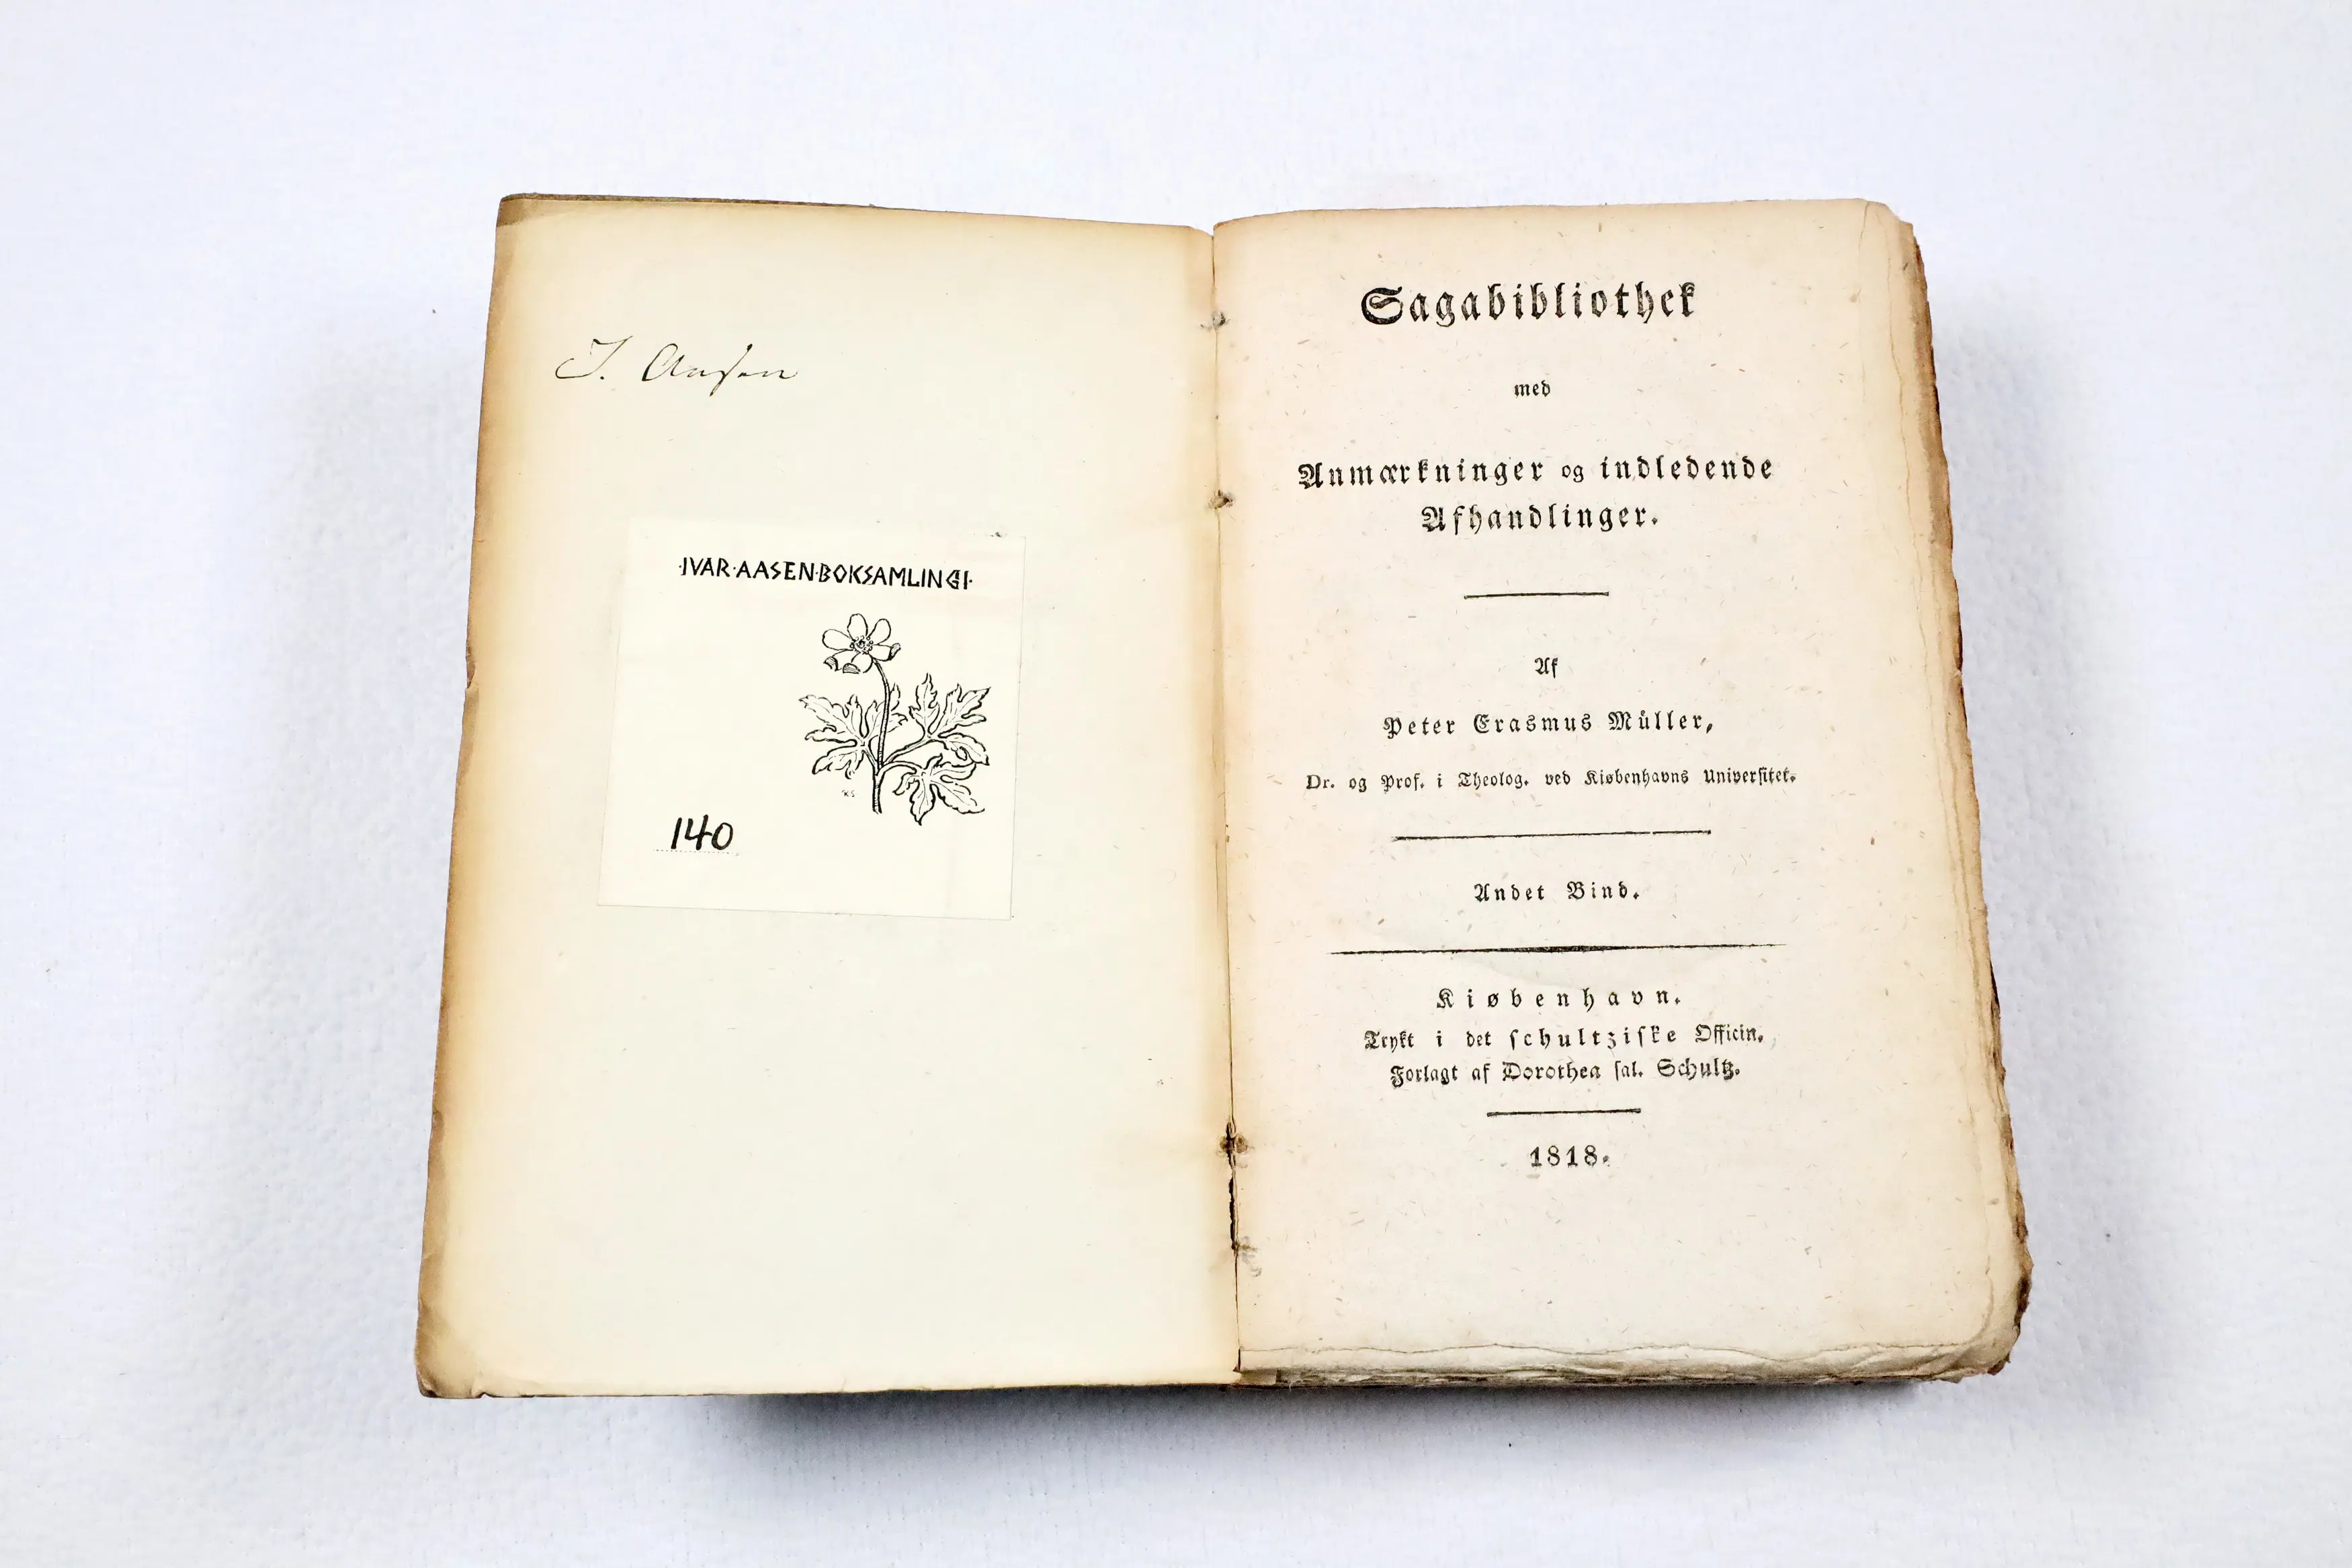 I. Aasen
·IVAR·AASEN·BOKSAMLINGI·
140
Sagabibliothek
med
Anmærkninger og indledende
Afhandlinger.
Af
Peter Erasmus Müller,
Dr. og Prof. i Theolog. ved Kiøbenhavns Universitet.
Andet Bind.
Kiøbenhavn.
Trykt i det schultziske Officin.
Forlagt af Dorothea sal. Schultz.
1818.